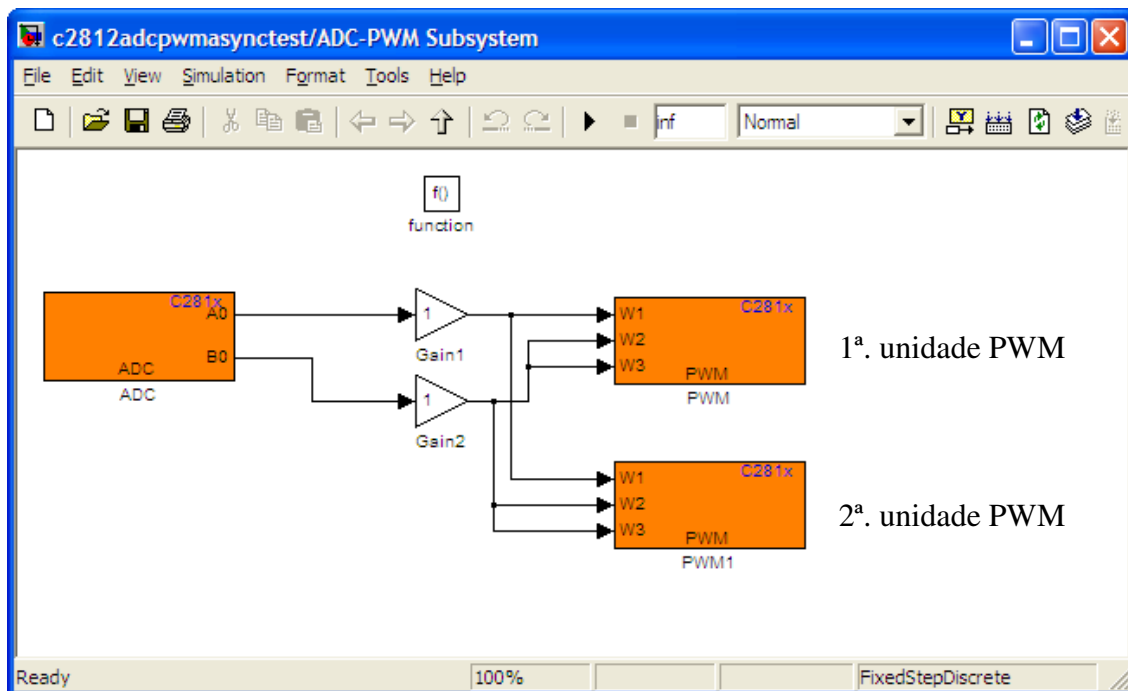 c2812adcpwmasynctest/ADC-PWM Subsystem
File Edit View Simulation Format Tools Help
inf Normal
f()
function
C281x
A0
B0
ADC
ADC
1
Gain1
1
Gain2
C281x
W1
W2
W3
PWM
PWM
1ª. unidade PWM
C281x
W1
W2
W3
PWM
PWM1
2ª. unidade PWM
Ready 100% FixedStepDiscrete